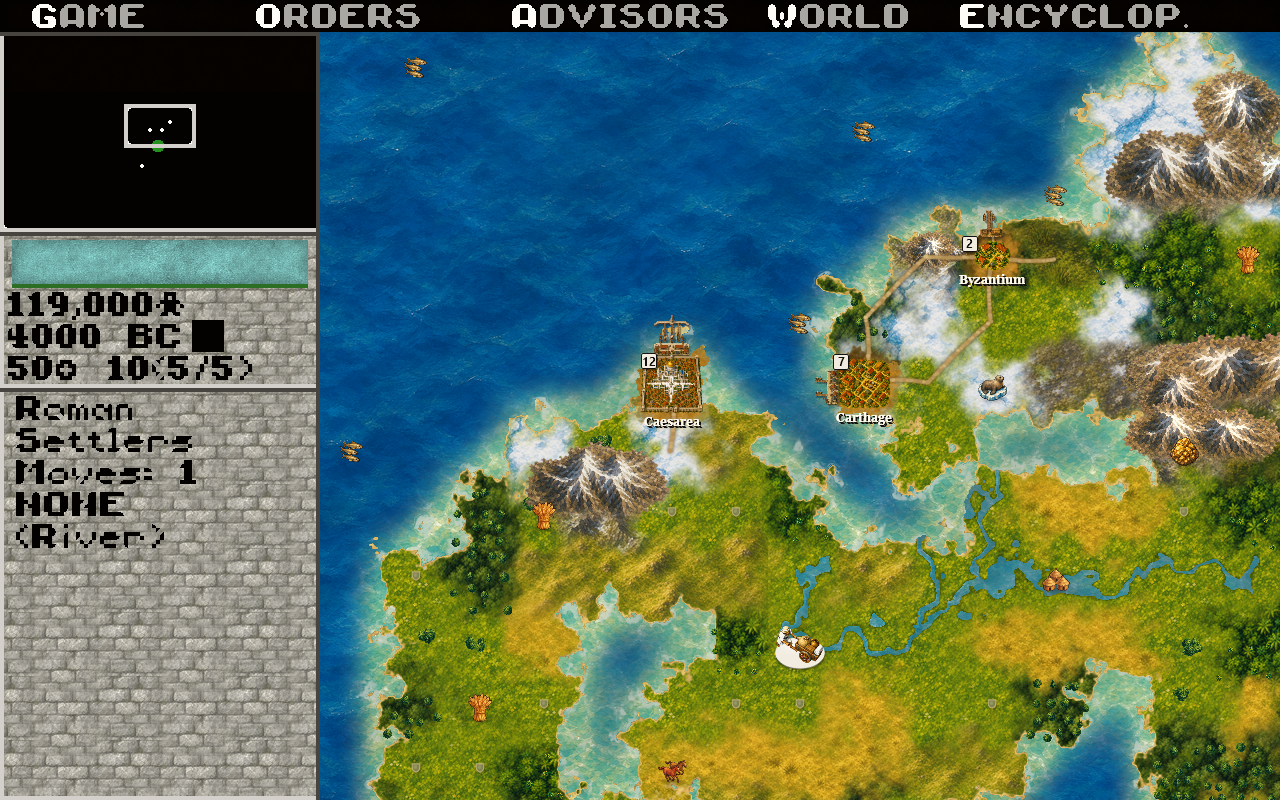 GAME ORDERS ADVISORS WORLD ENCYCLOP.
119,000
4000 BC
50 10(5/5)
Roman
Settlers
Moves: 1
NONE
(River)
2
Byzantium
12
7
Caesarea
Carthage